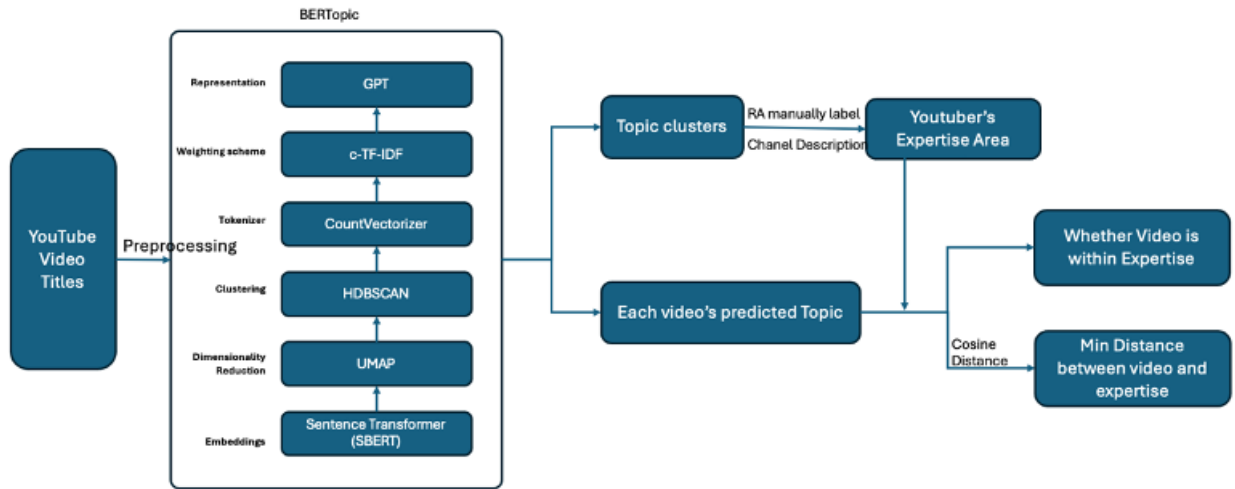 BERTopic
YouTube
Video
Titles
Preprocessing
Representation
GPT
Weighting scheme
c-TF-IDF
Tokenizer
CountVectorizer
Clustering
HDBSCAN
Dimensionality
Reduction
UMAP
Embeddings
Sentence Transformer
(SBERT)
Topic clusters
RA manually label
Chanel Description
Youtuber's
Expertise Area
Each video's predicted Topic
Whether Video is
within Expertise
Cosine
Distance
Min Distance
between video and
expertise